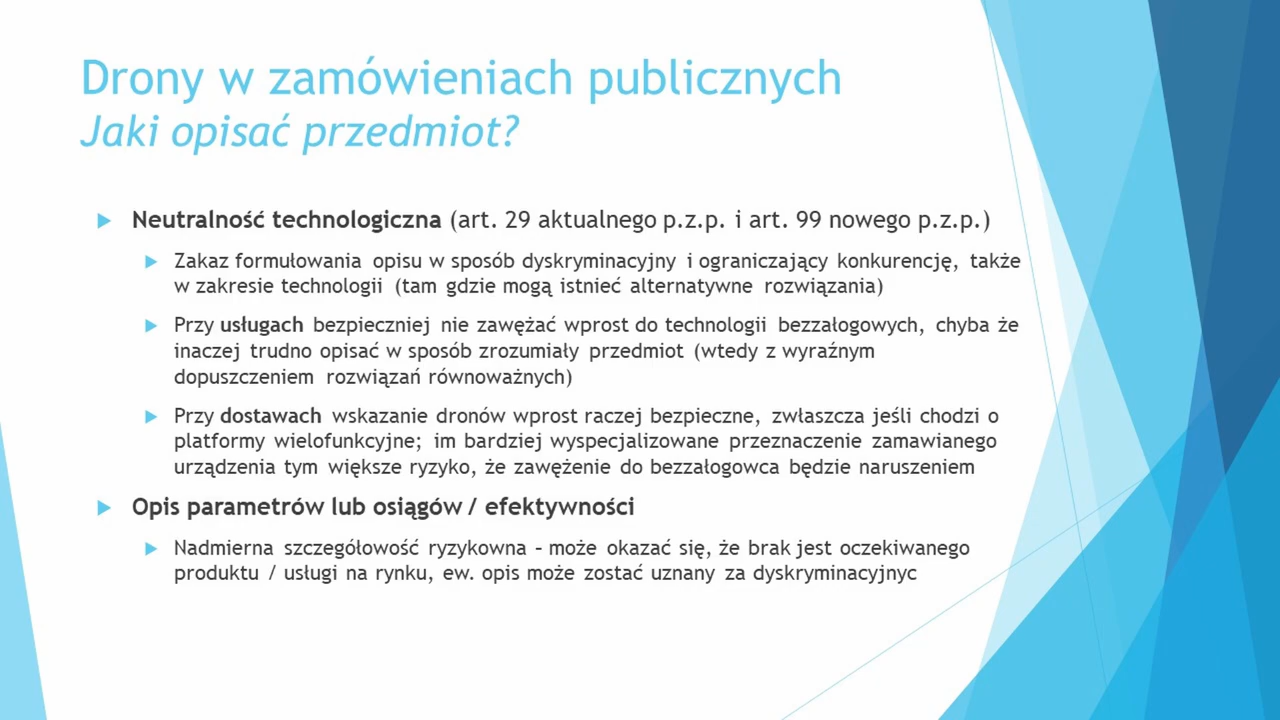 Drony w zamówieniach publicznych
Jaki opisać przedmiot?
Neutralność technologiczna (art. 29 aktualnego p.z.p. i art. 99 nowego p.z.p.)
Zakaz formułowania opisu w sposób dyskryminacyjny i ograniczający konkurencję, także
w zakresie technologii (tam gdzie mogą istnieć alternatywne rozwiązania)
Przy usługach bezpieczniej nie zawężać wprost do technologii bezzałogowych, chyba że
inaczej trudno opisać w sposób zrozumiały przedmiot (wtedy z wyraźnym
dopuszczeniem rozwiązań równoważnych)
Przy dostawach wskazanie dronów wprost raczej bezpieczne, zwłaszcza jeśli chodzi o
platformy wielofunkcyjne; im bardziej wyspecjalizowane przeznaczenie zamawianego
urządzenia tym większe ryzyko, że zawężenie do bezzałogowca będzie naruszeniem
Opis parametrów lub osiągów / efektywności
Nadmierna szczegółowość ryzykowna – może okazać się, że brak jest oczekiwanego
produktu / usługi na rynku, ew. opis może zostać uznany za dyskryminacyjnyc